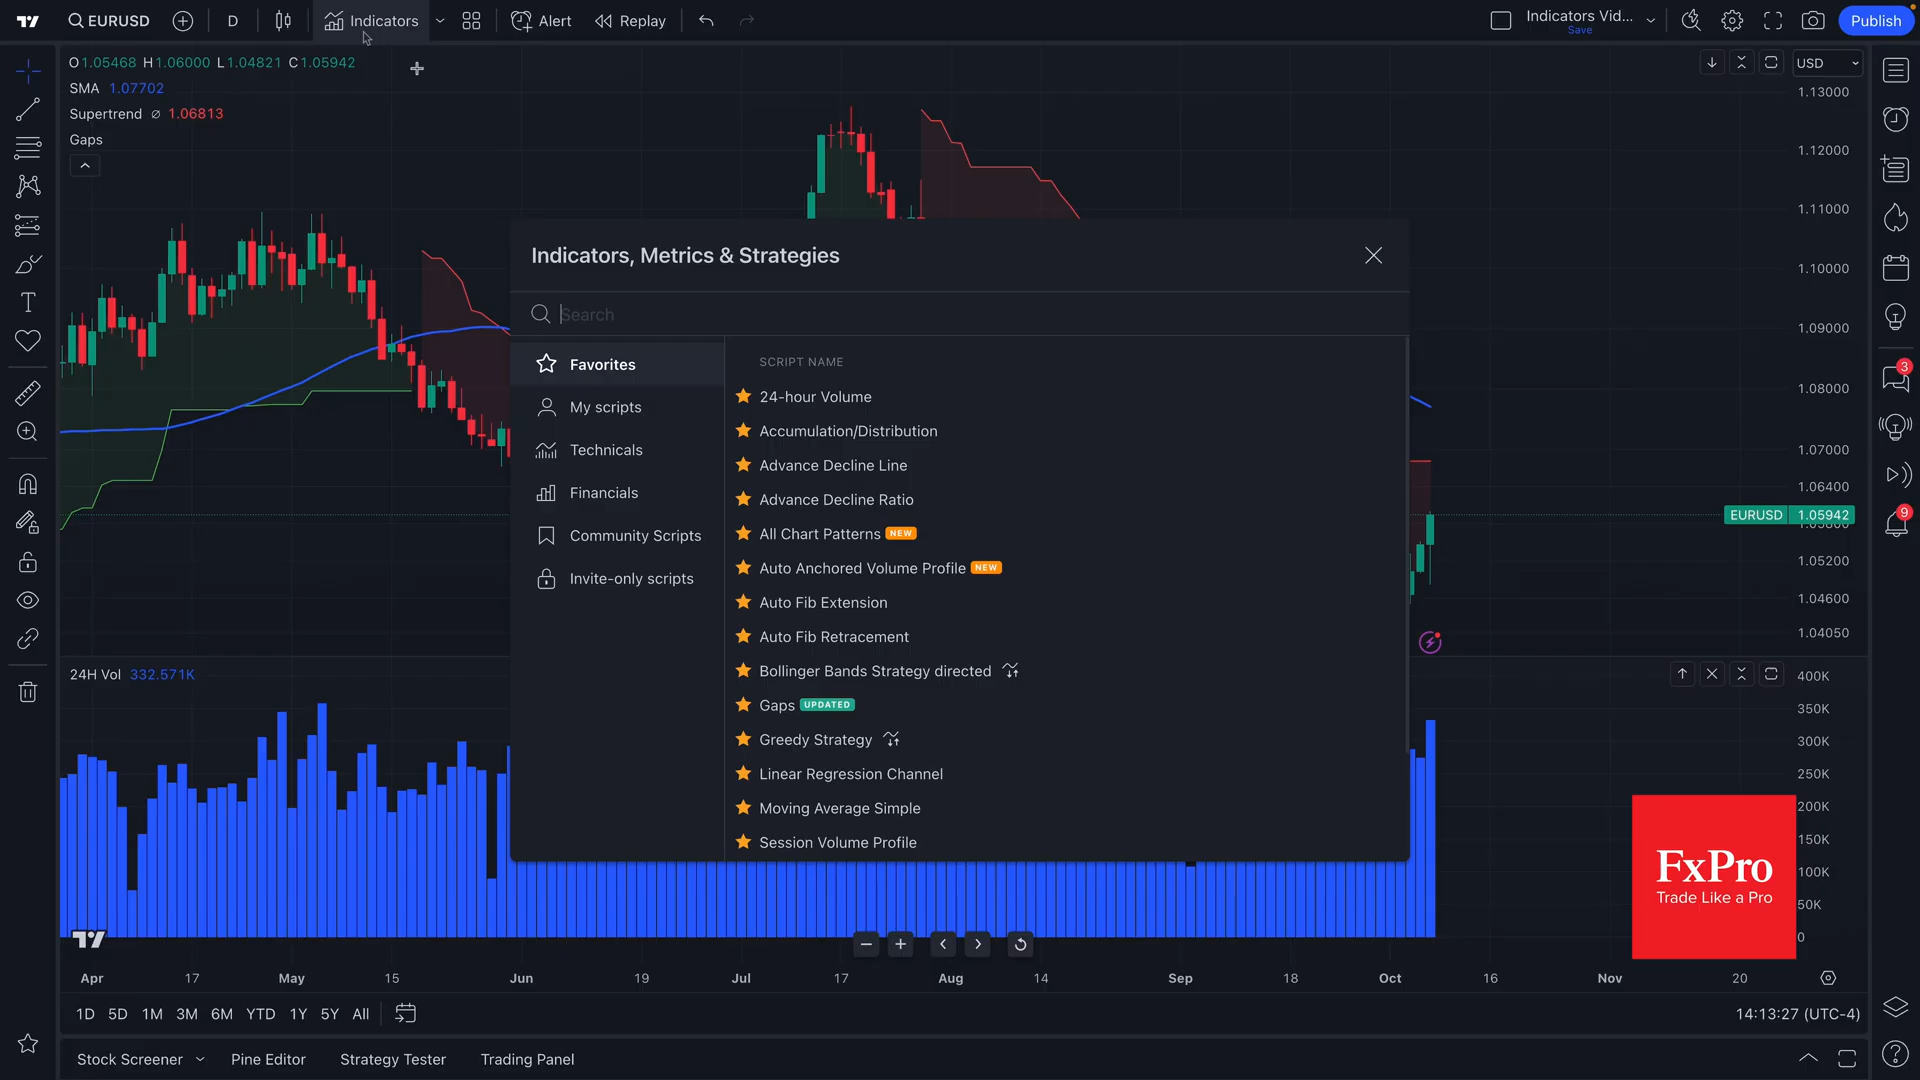 EURUSD
D
Indicators
Alert
Replay
Indicators Vid...
Save
Publish
O1.05468 H1.06000 L1.04821 C1.05942
SMA 1.07702
Supertrend 1.06813
Gaps
USD
1.13000
1.12000
1.11000
1.10000
1.09000
1.08000
1.07000
1.06400
EURUSD 1.05942
1.05200
1.04600
1.04050
3
9
Indicators, Metrics & Strategies
Search
Favorites
My scripts
Technicals
Financials
Community Scripts
Invite-only scripts
SCRIPT NAME
24-hour Volume
Accumulation/Distribution
Advance Decline Line
Advance Decline Ratio
All Chart Patterns NEW
Auto Anchored Volume Profile NEW
Auto Fib Extension
Auto Fib Retracement
Bollinger Bands Strategy directed
Gaps UPDATED
Greedy Strategy
Linear Regression Channel
Moving Average Simple
Session Volume Profile
24H Vol 332.571K
400K
350K
300K
250K
200K
150K
100K
50K
0
FxPro
Trade Like a Pro
Apr 17 May 15 Jun 19 Jul 17 Aug 14 Sep 18 Oct 16 Nov 20
1D 5D 1M 3M 6M YTD 1Y 5Y All
14:13:27 (UTC-4)
Stock Screener Pine Editor Strategy Tester Trading Panel